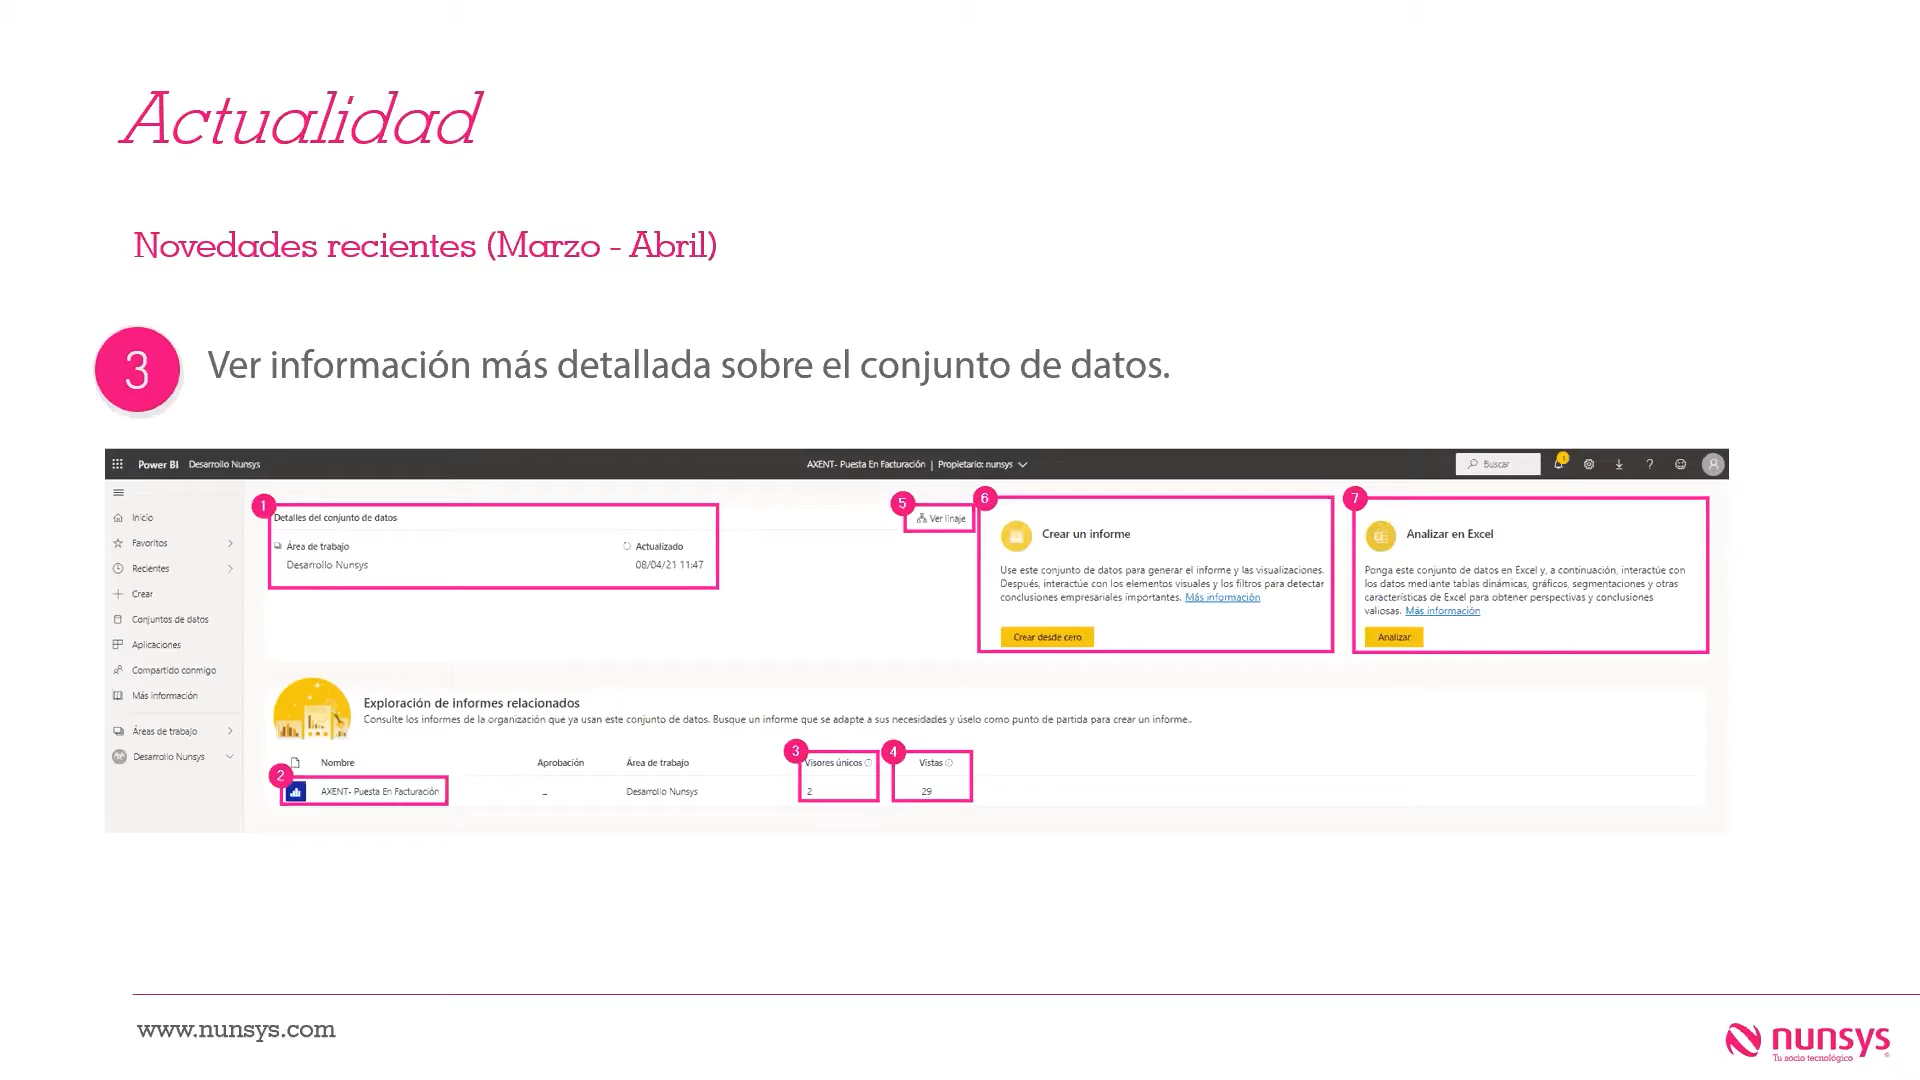 Actualidad
Novedades recientes (Marzo - Abril)
3
Ver información más detallada sobre el conjunto de datos.
Power BI Desarrollo Nunsys
AXENT- Puesta En Facturación | Propietario: nunsys
Buscar
1
?
Inicio
Favoritos
Recientes
Crear
Conjuntos de datos
Aplicaciones
Compartido conmigo
Más información
Áreas de trabajo
Desarrollo Nunsys
1
Detalles del conjunto de datos
Área de trabajo
Desarrollo Nunsys
Actualizado
08/04/21 11:47
5
Ver linaje
6
Crear un informe
Use este conjunto de datos para generar el informe y las visualizaciones.
Después, interactúe con los elementos visuales y los filtros para detectar
conclusiones empresariales importantes. Más información
Crear desde cero
7
Analizar en Excel
Ponga este conjunto de datos en Excel y, a continuación, interactúe con
los datos mediante tablas dinámicas, gráficos, segmentaciones y otras
características de Excel para obtener perspectivas y conclusiones
valiosas. Más información
Analizar
Exploración de informes relacionados
Consulte los informes de la organización que ya usan este conjunto de datos. Busque un informe que se adapte a sus necesidades y úselo como punto de partida para crear un informe..
3
4
Nombre Aprobación Área de trabajo Visores únicos Vistas
2
AXENT- Puesta En Facturación – Desarrollo Nunsys 2 29
www.nunsys.com
nunsys
Tu socio tecnológico